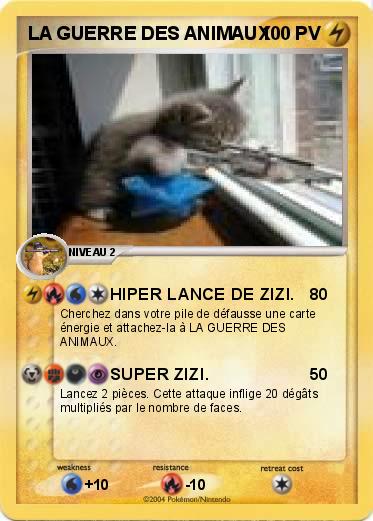 LA GUERRE DES ANIMAUX 100 PV
NIVEAU 2
HIPER LANCE DE ZIZI. 80
Cherchez dans votre pile de défausse une carte
énergie et attachez-la à LA GUERRE DES
ANIMAUX.
SUPER ZIZI. 50
Lancez 2 pièces. Cette attaque inflige 20 dégâts
multipliés par le nombre de faces.
weakness resistance retreat cost
+10 -10
©2004 Pokémon/Nintendo